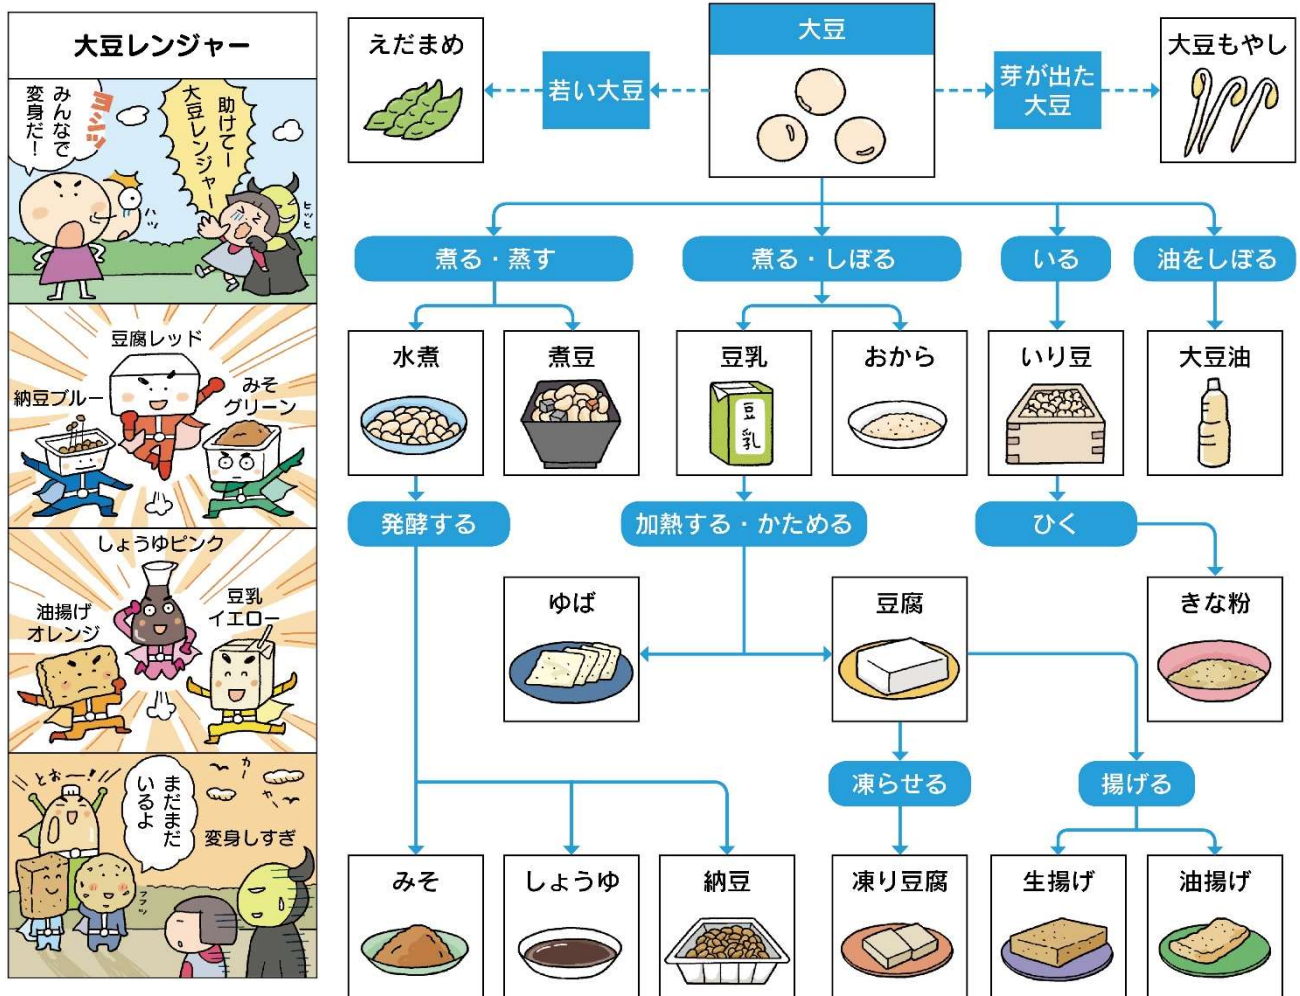 大豆レンジャー
助けてー
大豆レンジャー
ヨシッ
みんなで
変身だ！
ハッ
ヒッヒ
豆腐レッド
納豆ブルー
みそ
グリーン
しょうゆピンク
油揚げ
オレンジ
豆乳
イエロー
とぉー！
まだまだ
いるよ
カー
カー
変身しすぎ
フフッ
えだまめ
若い大豆
大豆
芽が出た
大豆
大豆もやし
煮る・蒸す
煮る・しぼる
いる
油をしぼる
水煮
煮豆
豆乳
豆乳
おから
いり豆
大豆油
発酵する
加熱する・かためる
ひく
ゆば
豆腐
きな粉
凍らせる
揚げる
みそ
しょうゆ
納豆
凍り豆腐
生揚げ
油揚げ